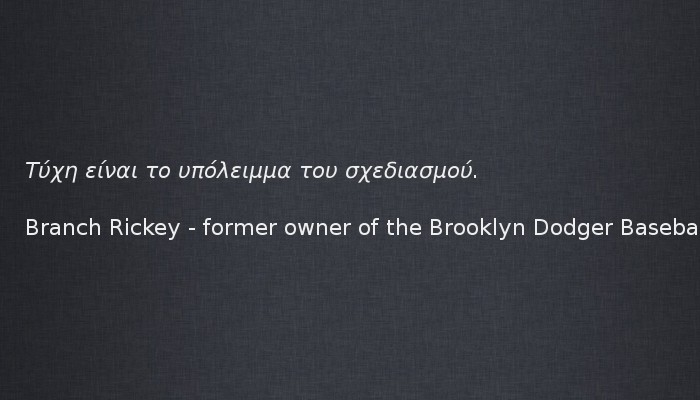 Τύχη είναι το υπόλειμμα του σχεδιασμού.
Branch Rickey - former owner of the Brooklyn Dodger Baseba